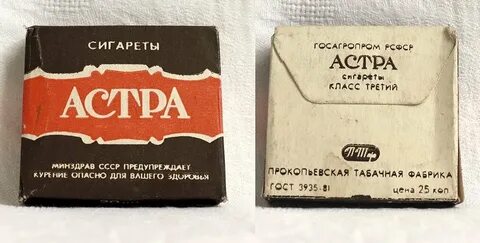 СИГАРЕТЫ
АСТРА
МИНЗДРАВ СССР ПРЕДУПРЕЖДАЕТ
КУРЕНИЕ ОПАСНО ДЛЯ ВАШЕГО ЗДОРОВЬЯ
ГОСАГРОПРОМ РСФСР
АСТРА
сигареты
КЛАСС ТРЕТИЙ
ПРОКОПЬЕВСКАЯ ТАБАЧНАЯ ФАБРИКА
ГОСТ 3935-81 цена 25 коп